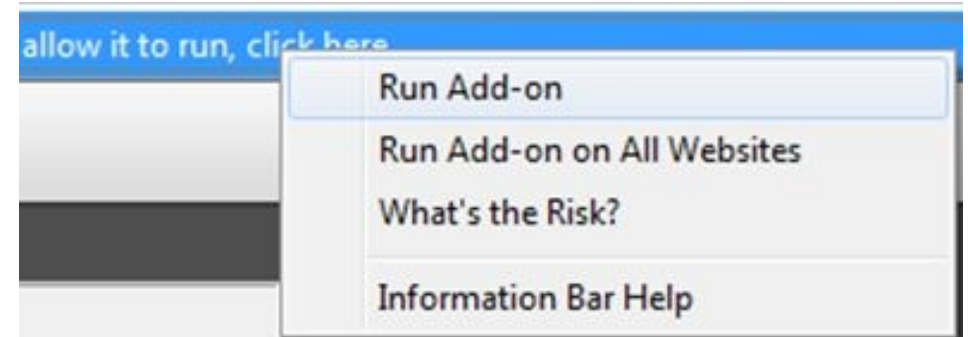 allow it to run, click here
Run Add-on
Run Add-on on All Websites
What's the Risk?
Information Bar Help